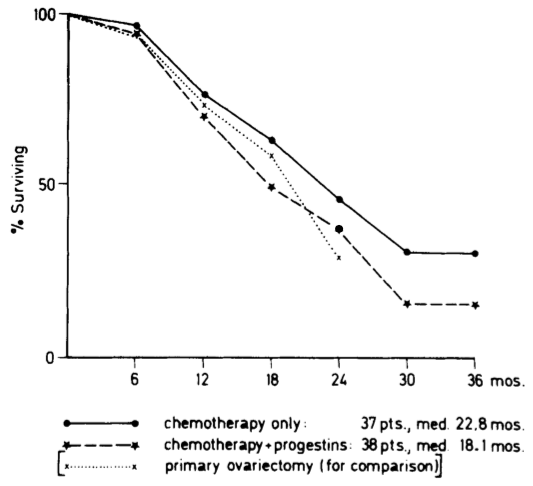 100
% Surviving
50
0
6 12 18 24 30 36 mos.
chemotherapy only: 37 pts., med. 22,8 mos.
chemotherapy + progestins: 38 pts., med. 18.1 mos.
[ primary ovariectomy (for comparison)]